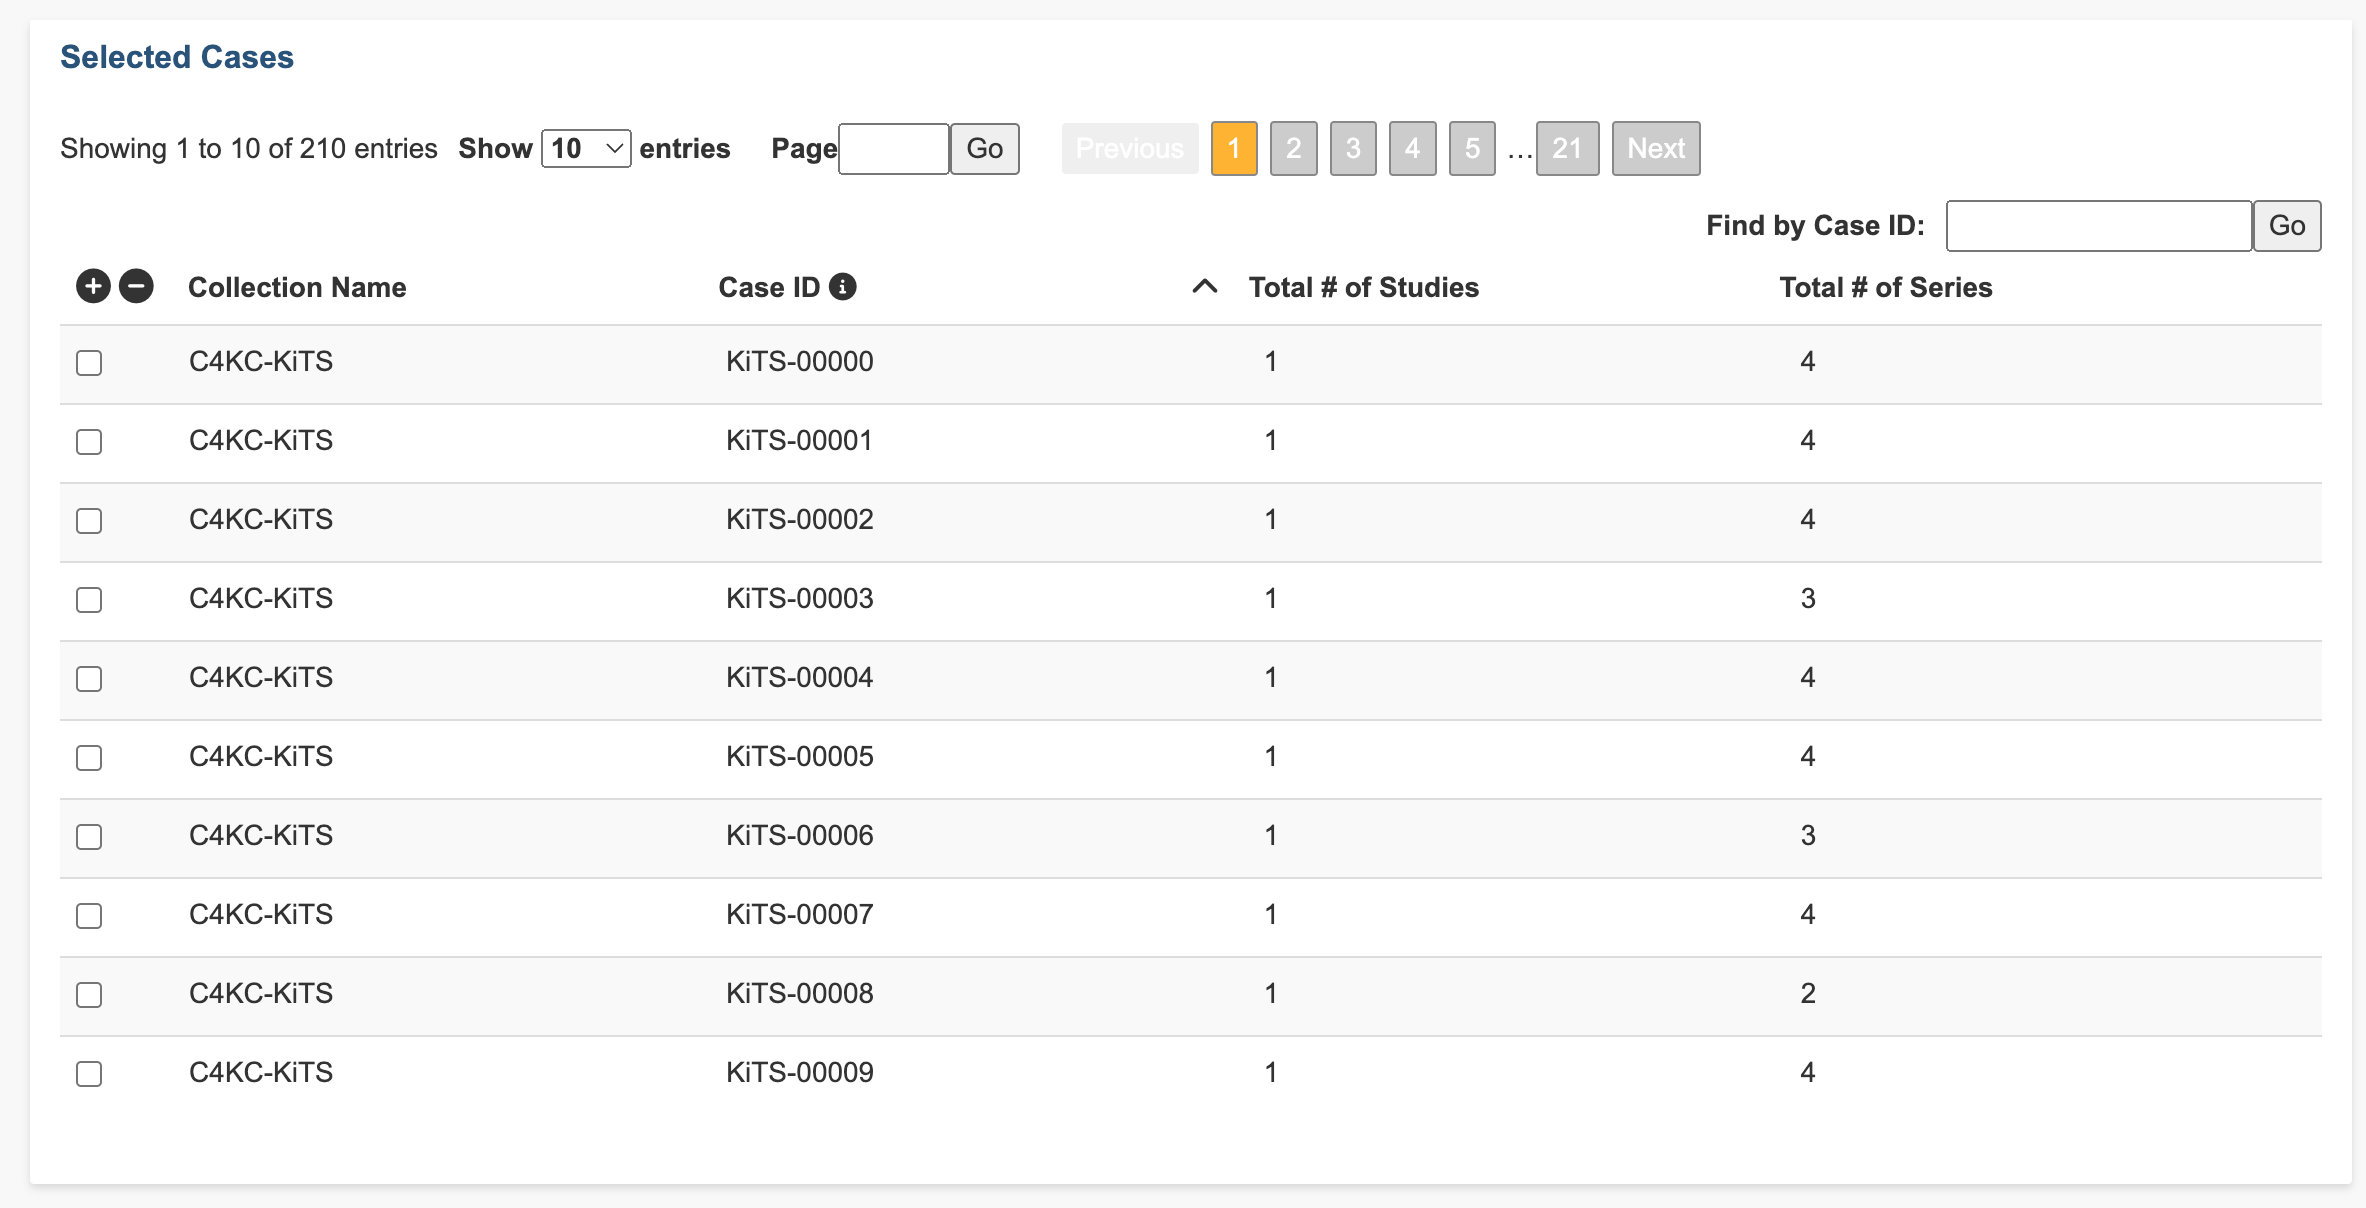 Selected Cases
Showing 1 to 10 of 210 entries Show 10 entries Page Go Previous 1 2 3 4 5 ... 21 Next
Find by Case ID: Go
Collection Name Case ID Total # of Studies Total # of Series
C4KC-KiTS KiTS-00000 1 4
C4KC-KiTS KiTS-00001 1 4
C4KC-KiTS KiTS-00002 1 4
C4KC-KiTS KiTS-00003 1 3
C4KC-KiTS KiTS-00004 1 4
C4KC-KiTS KiTS-00005 1 4
C4KC-KiTS KiTS-00006 1 3
C4KC-KiTS KiTS-00007 1 4
C4KC-KiTS KiTS-00008 1 2
C4KC-KiTS KiTS-00009 1 4